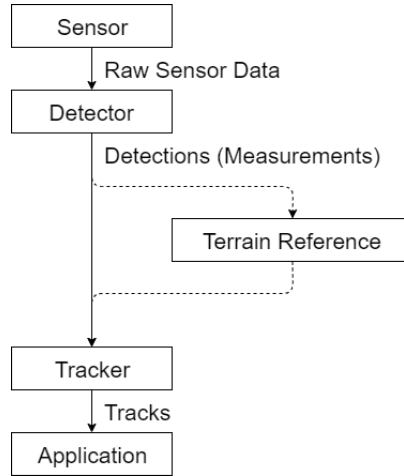 Sensor
Raw Sensor Data
Detector
Detections (Measurements)
Terrain Reference
Tracker
Tracks
Application